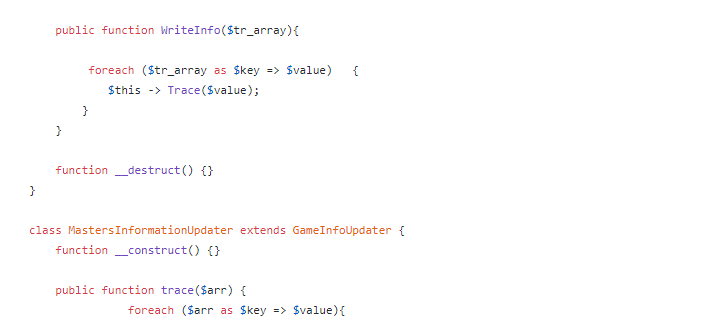 public function WriteInfo($tr_array){
foreach ($tr_array as $key => $value)   {
$this -> Trace($value);
}
}
function __destruct() {}
}
class MastersInformationUpdater extends GameInfoUpdater {
function __construct() {}
public function trace($arr) {
foreach ($arr as $key => $value){